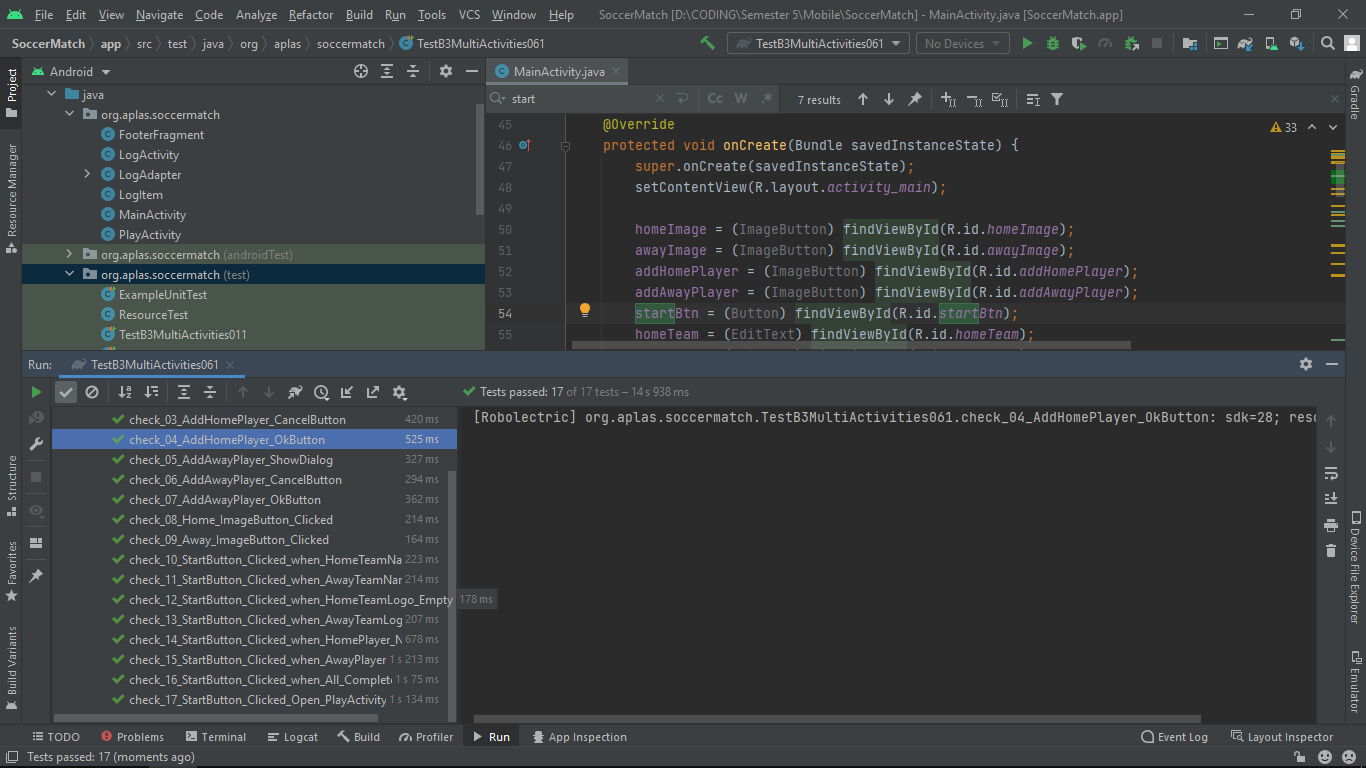 File Edit View Navigate Code Analyze Refactor Build Run Tools VCS Window Help SoccerMatch [D:\CODING\Semester 5\Mobile\SoccerMatch] - MainActivity.java [SoccerMatch.app]
SoccerMatch app src test java org aplas soccermatch TestB3MultiActivities061 TestB3MultiActivities061 No Devices
Android
MainActivity.java
start Cc W .* 7 results
java
org.aplas.soccermatch
FooterFragment
LogActivity
LogAdapter
LogItem
MainActivity
PlayActivity
org.aplas.soccermatch (androidTest)
org.aplas.soccermatch (test)
ExampleUnitTest
ResourceTest
TestB3MultiActivities011
33
45 @Override
46 protected void onCreate(Bundle savedInstanceState) {
47 super.onCreate(savedInstanceState);
48 setContentView(R.layout.activity_main);
49
50 homeImage = (ImageButton) findViewById(R.id.homeImage);
51 awayImage = (ImageButton) findViewById(R.id.awayImage);
52 addHomePlayer = (ImageButton) findViewById(R.id.addHomePlayer);
53 addAwayPlayer = (ImageButton) findViewById(R.id.addAwayPlayer);
54 startBtn = (Button) findViewById(R.id.startBtn);
55 homeTeam = (EditText) findViewById(R.id.homeTeam);
Run: TestB3MultiActivities061
Tests passed: 17 of 17 tests – 14 s 938 ms
check_03_AddHomePlayer_CancelButton 420 ms
check_04_AddHomePlayer_OkButton 525 ms
check_05_AddAwayPlayer_ShowDialog 327 ms
check_06_AddAwayPlayer_CancelButton 294 ms
check_07_AddAwayPlayer_OkButton 362 ms
check_08_Home_ImageButton_Clicked 214 ms
check_09_Away_ImageButton_Clicked 164 ms
check_10_StartButton_Clicked_when_HomeTeamNa 223 ms
check_11_StartButton_Clicked_when_AwayTeamNar 214 ms
check_12_StartButton_Clicked_when_HomeTeamLogo_Empty 178 ms
check_13_StartButton_Clicked_when_AwayTeamLog 207 ms
check_14_StartButton_Clicked_when_HomePlayer_N 678 ms
check_15_StartButton_Clicked_when_AwayPlayer 1 s 213 ms
check_16_StartButton_Clicked_when_All_Complete 1 s 75 ms
check_17_StartButton_Clicked_Open_PlayActivity 1 s 134 ms
[Robolectric] org.aplas.soccermatch.TestB3MultiActivities061.check_04_AddHomePlayer_OkButton: sdk=28; reso
Project
Resource Manager
Structure
Favorites
Build Variants
Gradle
Device File Explorer
Emulator
TODO Problems Terminal Logcat Build Profiler Run App Inspection Event Log Layout Inspector
Tests passed: 17 (moments ago)